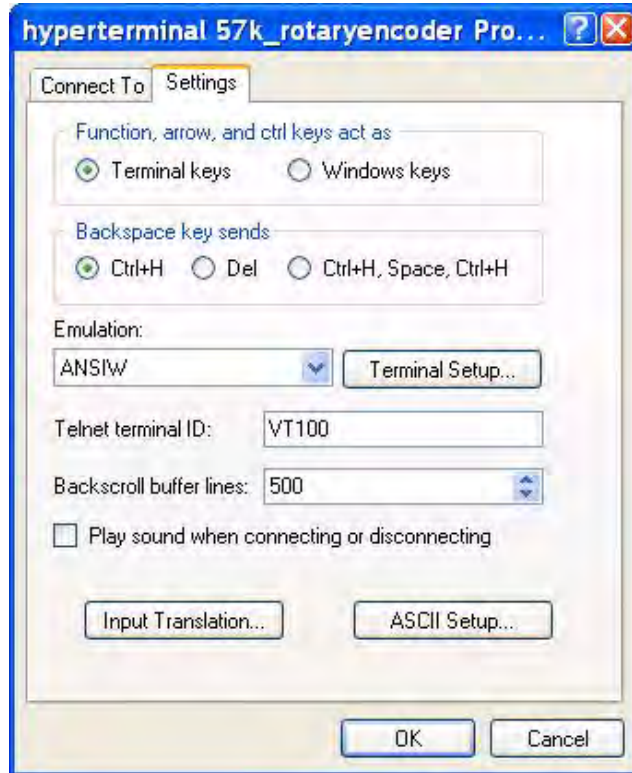 hyperterminal 57k_rotaryencoder Pro...
Connect To Settings
Function, arrow, and ctrl keys act as
Terminal keys Windows keys
Backspace key sends
Ctrl+H Del Ctrl+H, Space, Ctrl+H
Emulation:
ANSIW Terminal Setup...
Telnet terminal ID: VT100
Backscroll buffer lines: 500
Play sound when connecting or disconnecting
Input Translation... ASCII Setup...
OK Cancel